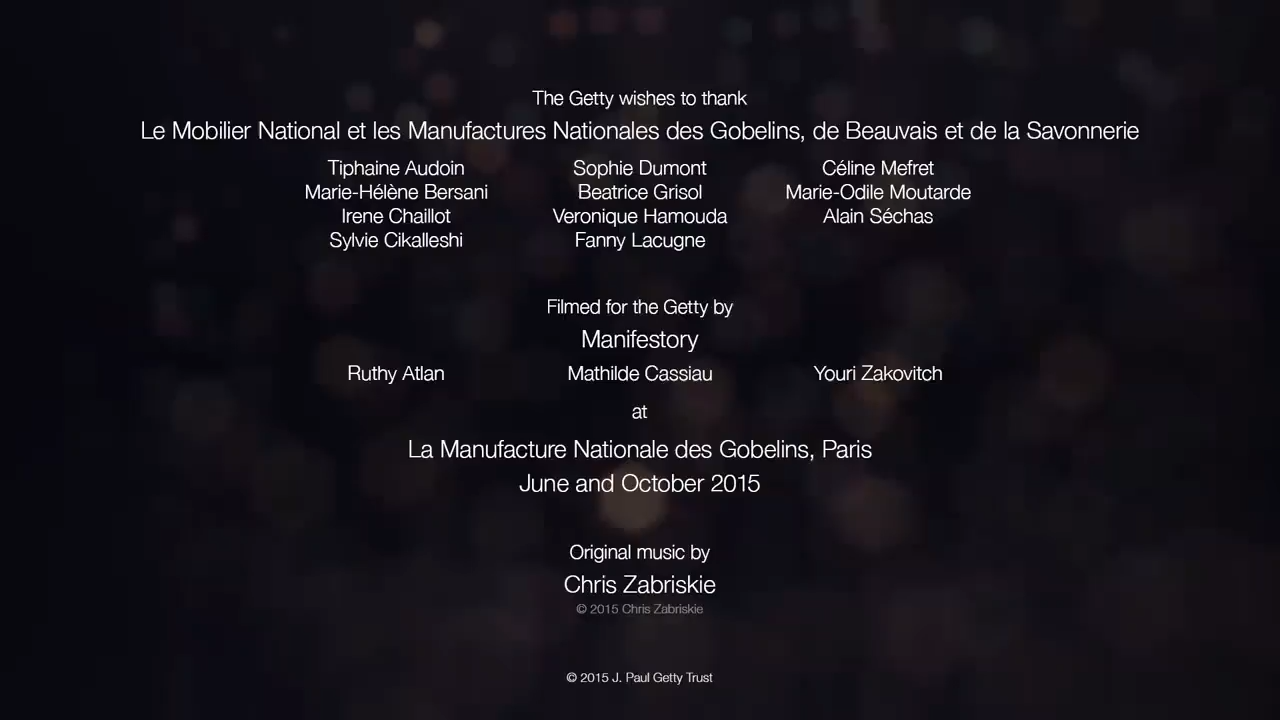 The Getty wishes to thank
Le Mobilier National et les Manufactures Nationales des Gobelins, de Beauvais et de la Savonnerie
Tiphaine Audoin Sophie Dumont Céline Mefret
Marie-Hélène Bersani Beatrice Grisol Marie-Odile Moutarde
Irene Chaillot Veronique Hamouda Alain Séchas
Sylvie Cikalleshi Fanny Lacugne
Filmed for the Getty by
Manifestory
Ruthy Atlan Mathilde Cassiau Youri Zakovitch
at
La Manufacture Nationale des Gobelins, Paris
June and October 2015
Original music by
Chris Zabriskie
© 2015 Chris Zabriskie
© 2015 J. Paul Getty Trust